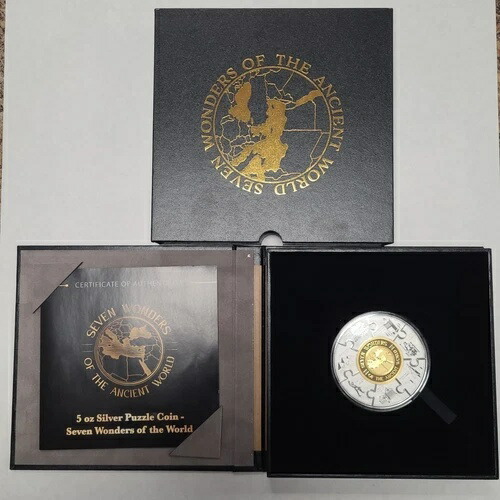 SEVEN WONDERS OF THE ANCIENT WORLD
CERTIFICATE OF
SEVEN WONDERS
OF THE ANCIENT WORLD
5 oz Silver Puzzle Coin -
Seven Wonders of the World